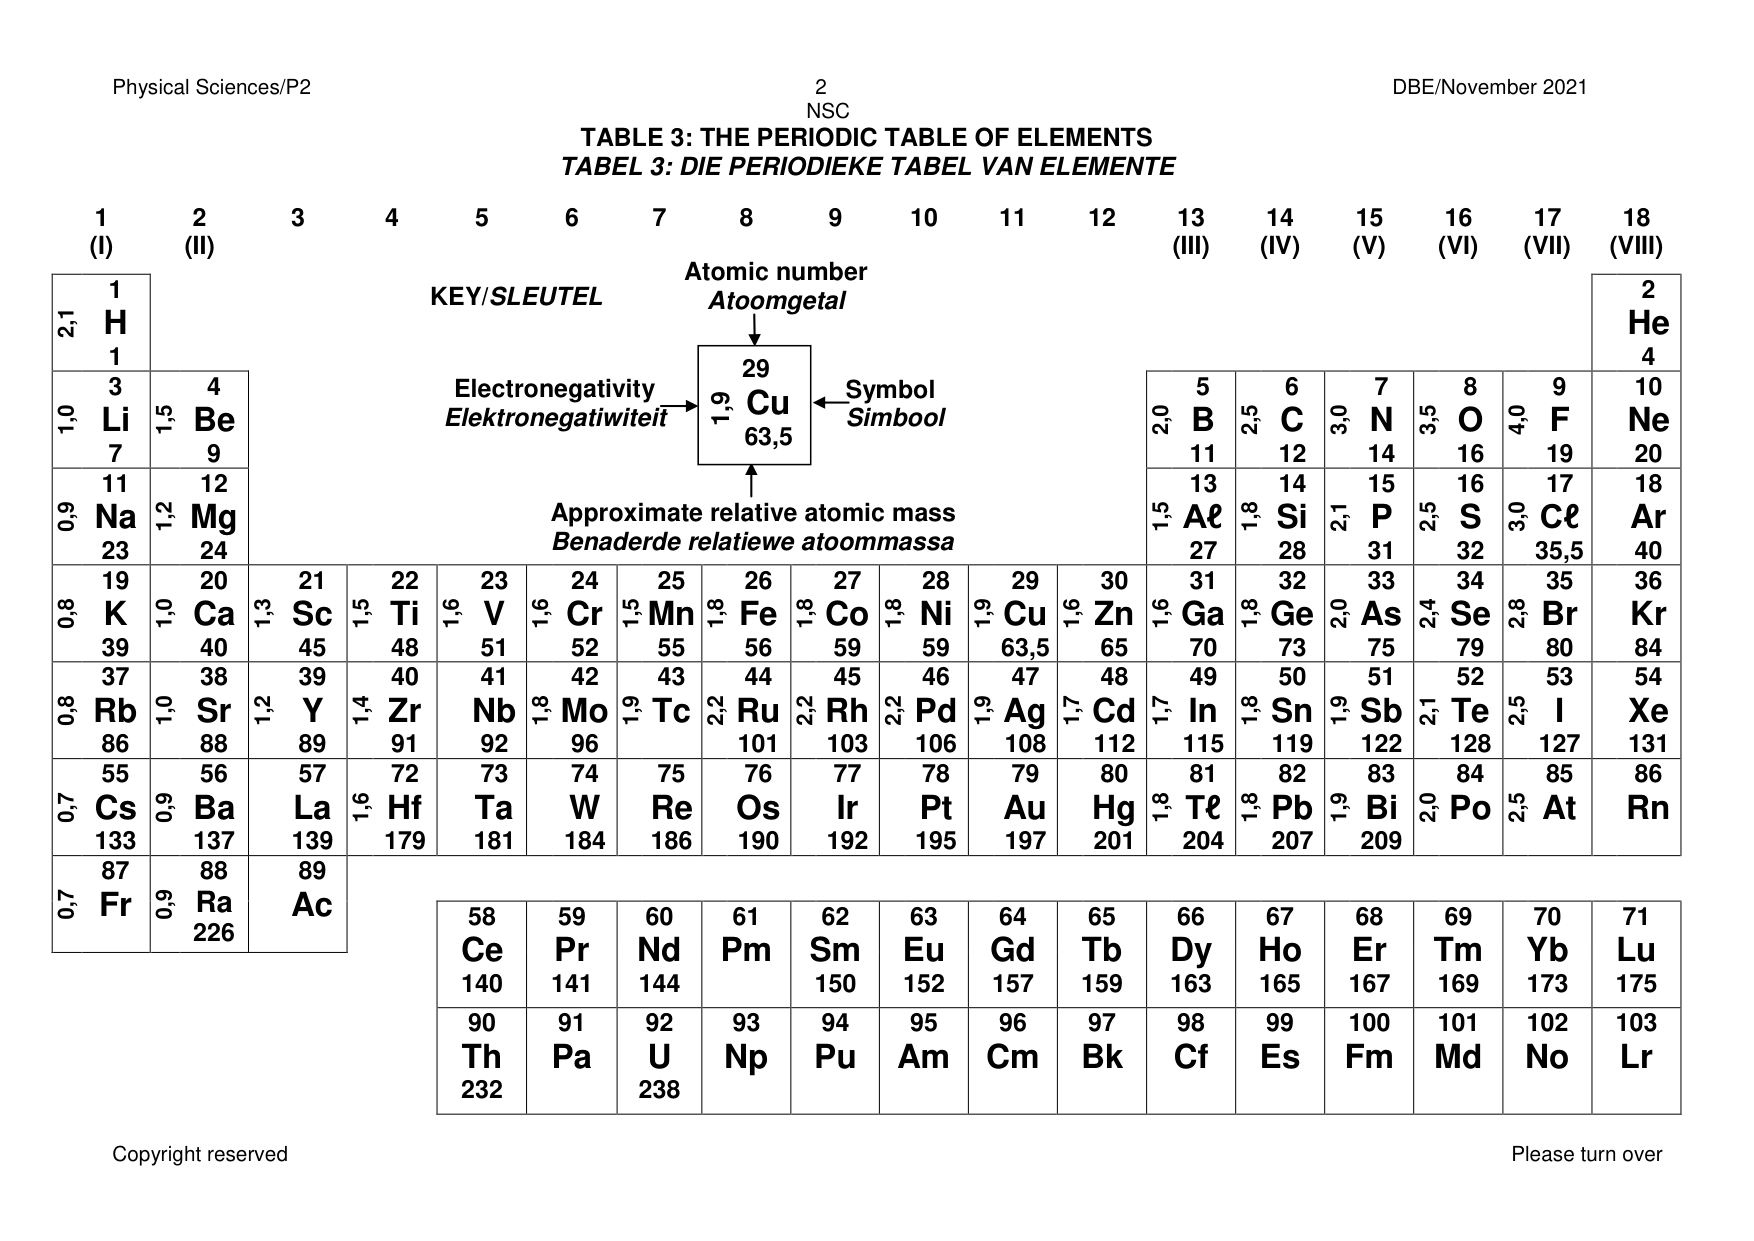 Physical Sciences/P2 2 DBE/November 2021
NSC
TABLE 3: THE PERIODIC TABLE OF ELEMENTS
TABEL 3: DIE PERIODIEKE TABEL VAN ELEMENTE
1 2 3 4 5 6 7 8 9 10 11 12 13 14 15 16 17 18
(I) (II) (III) (IV) (V) (VI) (VII) (VIII)
KEY/SLEUTEL
Atomic number
Atoomgetal
Electronegativity
Elektronegatiwiteit
29
1,9 Cu
63,5
Symbol
Simbool
Approximate relative atomic mass
Benaderde relatiewe atoommassa
1 2
2,1 H He
1 4
3 4 5 6 7 8 9 10
1,0 Li 1,5 Be 2,0 B 2,5 C 3,0 N 3,5 O 4,0 F Ne
7 9 11 12 14 16 19 20
11 12 13 14 15 16 17 18
0,9 Na 1,2 Mg 1,5 Aℓ 1,8 Si 2,1 P 2,5 S 3,0 Cℓ Ar
23 24 27 28 31 32 35,5 40
19 20 21 22 23 24 25 26 27 28 29 30 31 32 33 34 35 36
0,8 K 1,0 Ca 1,3 Sc 1,5 Ti 1,6 V 1,6 Cr 1,5 Mn 1,8 Fe 1,8 Co 1,8 Ni 1,9 Cu 1,6 Zn 1,6 Ga 1,8 Ge 2,0 As 2,4 Se 2,8 Br Kr
39 40 45 48 51 52 55 56 59 59 63,5 65 70 73 75 79 80 84
37 38 39 40 41 42 43 44 45 46 47 48 49 50 51 52 53 54
0,8 Rb 1,0 Sr 1,2 Y 1,4 Zr Nb 1,8 Mo 1,9 Tc 2,2 Ru 2,2 Rh 2,2 Pd 1,9 Ag 1,7 Cd 1,7 In 1,8 Sn 1,9 Sb 2,1 Te 2,5 I Xe
86 88 89 91 92 96 101 103 106 108 112 115 119 122 128 127 131
55 56 57 72 73 74 75 76 77 78 79 80 81 82 83 84 85 86
0,7 Cs 0,9 Ba La 1,6 Hf Ta W Re Os Ir Pt Au Hg 1,8 Tℓ 1,8 Pb 1,9 Bi 2,0 Po 2,5 At Rn
133 137 139 179 181 184 186 190 192 195 197 201 204 207 209
87 88 89
0,7 Fr 0,9 Ra Ac
226
58 59 60 61 62 63 64 65 66 67 68 69 70 71
Ce Pr Nd Pm Sm Eu Gd Tb Dy Ho Er Tm Yb Lu
140 141 144 150 152 157 159 163 165 167 169 173 175
90 91 92 93 94 95 96 97 98 99 100 101 102 103
Th Pa U Np Pu Am Cm Bk Cf Es Fm Md No Lr
232 238
Copyright reserved Please turn over